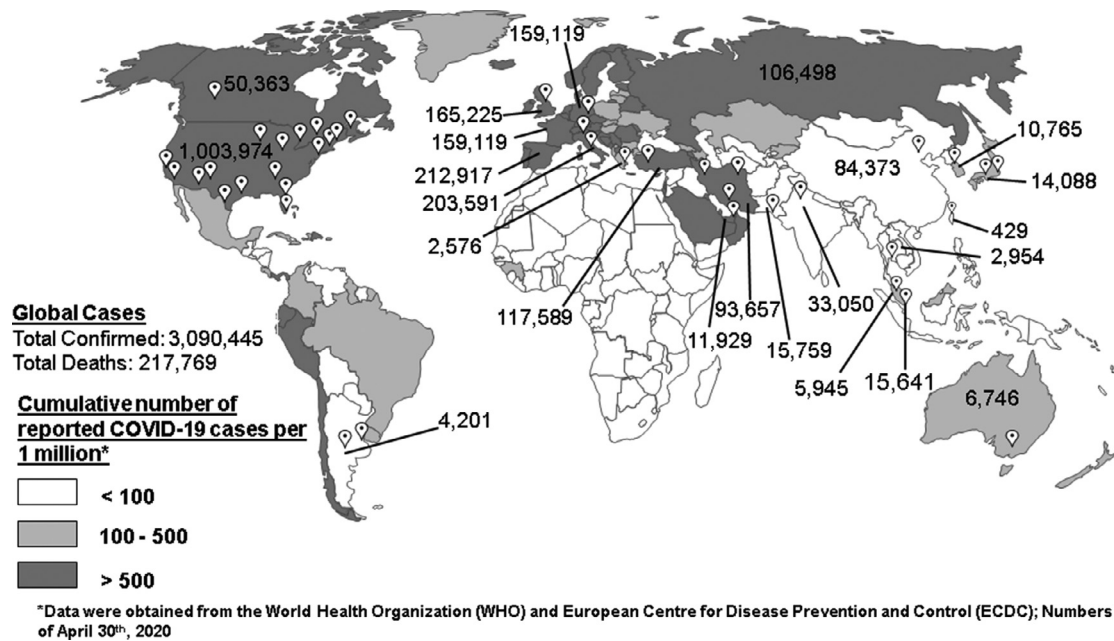 159,119
50,363
106,498
165,225
10,765
159,119
1,003,974
84,373
212,917
14,088
203,591
429
2,576
2,954
Global Cases
117,589
93,657
33,050
Total Confirmed: 3,090,445
11,929
15,759
Total Deaths: 217,769
5,945
15,641
6,746
Cumulative number of
reported COVID-19 cases per
1 million*
4,201
< 100
100 - 500
> 500
*Data were obtained from the World Health Organization (WHO) and European Centre for Disease Prevention and Control (ECDC); Numbers
of April 30th, 2020